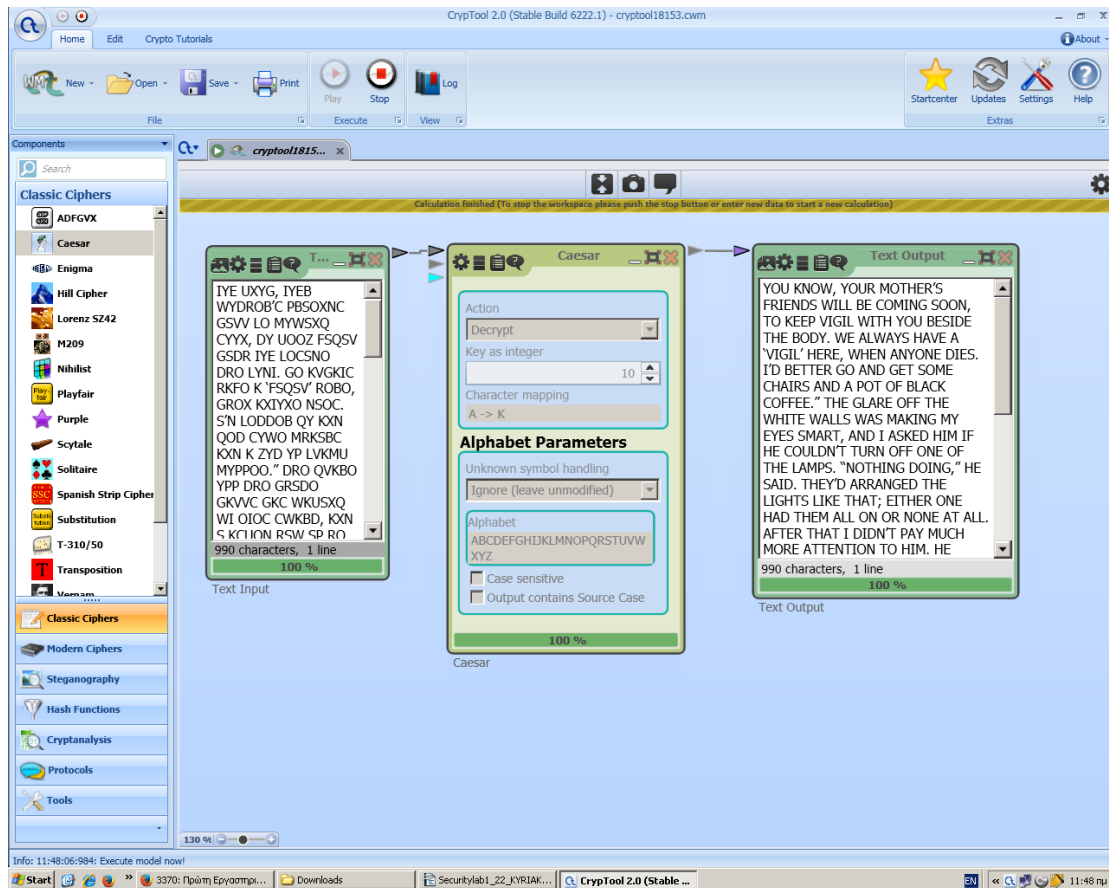 CrypTool 2.0 (Stable Build 6222.1) - cryptool18153.cwm
Home Edit Crypto Tutorials
About
New Open Save Print
Play Stop
Log
Startcenter Updates Settings Help
File Execute View Extras
Components
cryptool1815...
Search
Classic Ciphers
ADFGVX
Caesar
Enigma
Hill Cipher
Lorenz SZ42
M209
Nihilist
Playfair
Purple
Scytale
Solitaire
Spanish Strip Cipher
Substitution
T-310/50
Transposition
Vernam
Classic Ciphers
Modern Ciphers
Steganography
Hash Functions
Cryptanalysis
Protocols
Tools
Calculation finished (To stop the workspace please push the stop button or enter new data to start a new calculation)
T...
IYE UXYG, IYEB
WYDROB'C PBSOXNC
GSVV LO MYWSXQ
CYYX, DY UOOZ FSQSV
GSDR IYE LOCSNO
DRO LYNI. GO KVGKIC
RKFO K ‘FSQSV’ ROBO,
GROX KXIYXO NSOC.
S’N LODDOB QY KXN
QOD CYWO MRKSBC
KXN K ZYD YP LVKMU
MYPPOO.” DRO QVKBO
YPP DRO GRSDO
GKVVC GKC WKUSXQ
WI OIOC CWKBD, KXN
S KCUON RSW SP RO
990 characters, 1 line
100 %
Text Input
Caesar
Action
Decrypt
Key as integer
10
Character mapping
A -> K
Alphabet Parameters
Unknown symbol handling
Ignore (leave unmodified)
Alphabet
ABCDEFGHIJKLMNOPQRSTUVW
XYZ
Case sensitive
Output contains Source Case
100 %
Caesar
Text Output
YOU KNOW, YOUR MOTHER’S
FRIENDS WILL BE COMING SOON,
TO KEEP VIGIL WITH YOU BESIDE
THE BODY. WE ALWAYS HAVE A
‘VIGIL’ HERE, WHEN ANYONE DIES.
I’D BETTER GO AND GET SOME
CHAIRS AND A POT OF BLACK
COFFEE.” THE GLARE OFF THE
WHITE WALLS WAS MAKING MY
EYES SMART, AND I ASKED HIM IF
HE COULDN’T TURN OFF ONE OF
THE LAMPS. “NOTHING DOING,” HE
SAID. THEY’D ARRANGED THE
LIGHTS LIKE THAT; EITHER ONE
HAD THEM ALL ON OR NONE AT ALL.
AFTER THAT I DIDN’T PAY MUCH
MORE ATTENTION TO HIM. HE
990 characters, 1 line
100 %
Text Output
130 %
Info: 11:48:06:984: Execute model now!
Start 3370: Πρώτη Εργαστηρι... Downloads Securitylab1_22_KYRIAK... CrypTool 2.0 (Stable ... EN 11:48 πμ